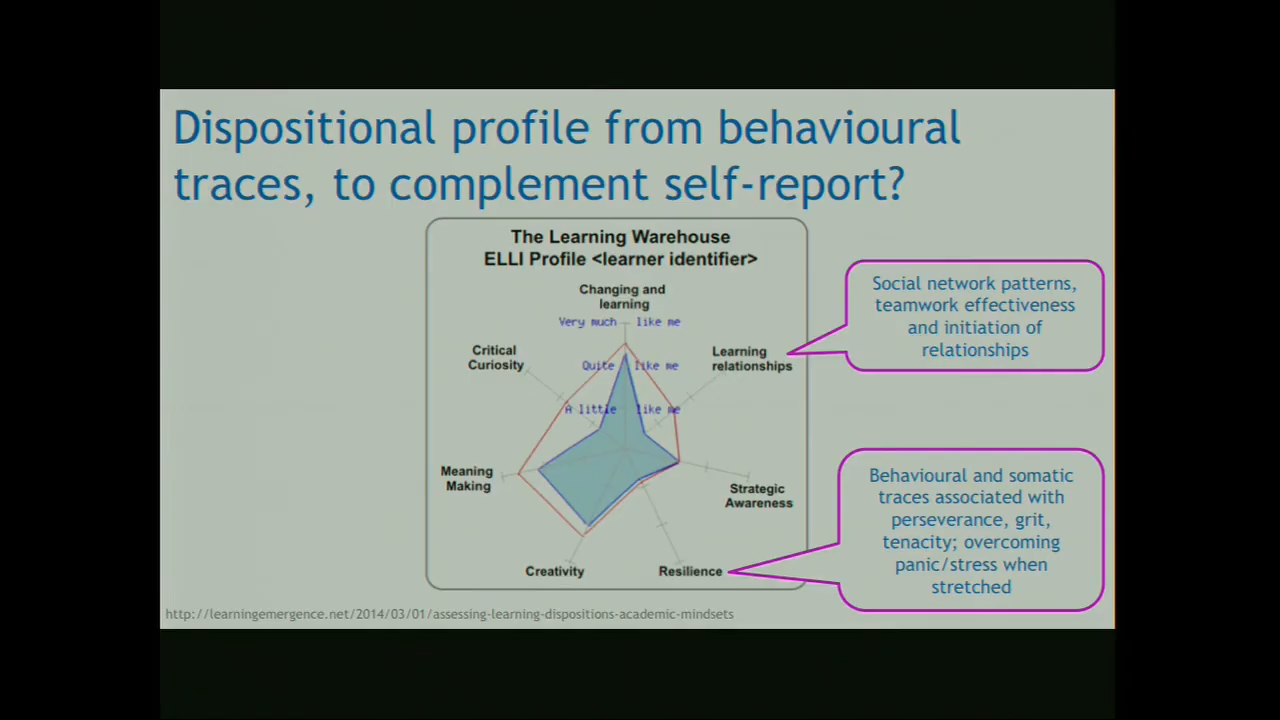 Dispositional profile from behavioural
traces, to complement self-report?
The Learning Warehouse
ELLI Profile <learner identifier>
Changing and
learning
Very much like me
Critical
Curiosity
Learning
relationships
Quite like me
A little like me
Meaning
Making
Strategic
Awareness
Creativity
Resilience
Social network patterns,
teamwork effectiveness
and initiation of
relationships
Behavioural and somatic
traces associated with
perseverance, grit,
tenacity; overcoming
panic/stress when
stretched
http://learningemergence.net/2014/03/01/assessing-learning-dispositions-academic-mindsets